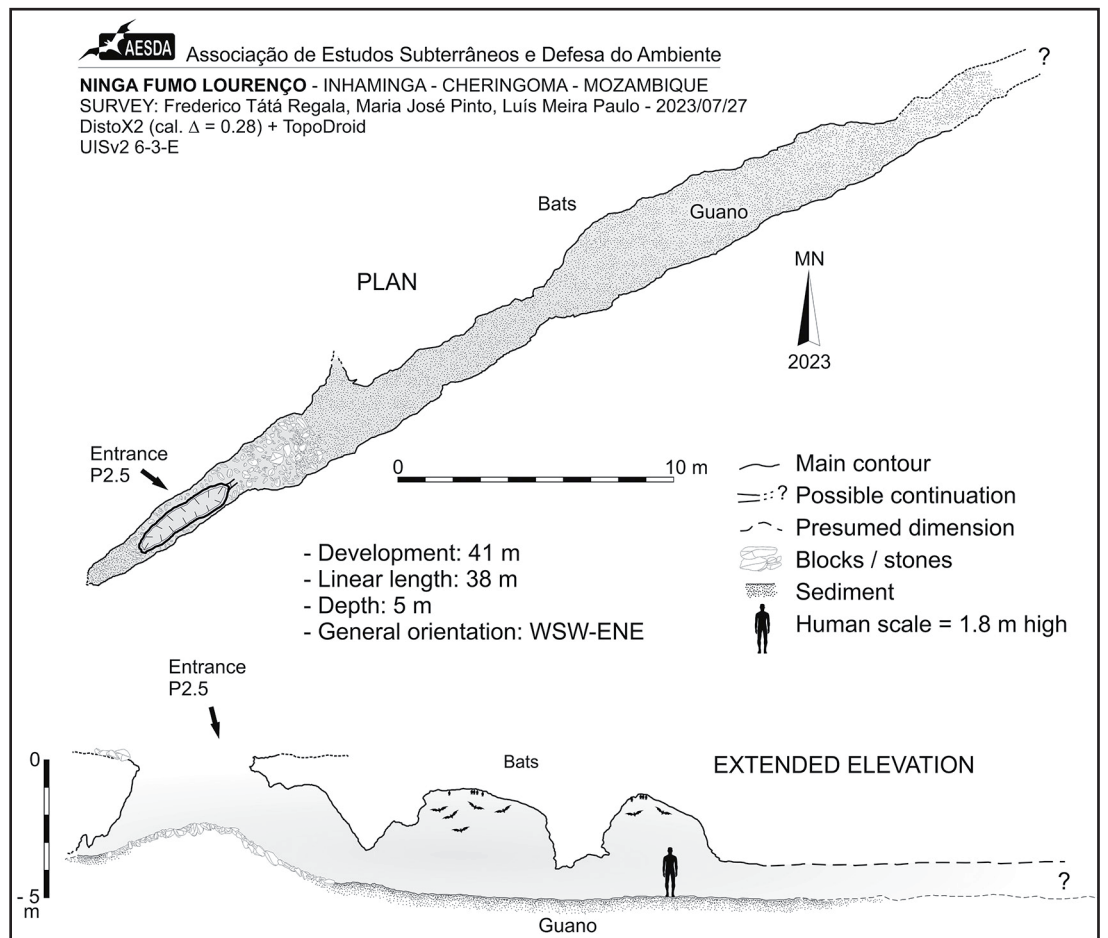 AESDA Associação de Estudos Subterrâneos e Defesa do Ambiente
NINGA FUMO LOURENÇO - INHAMINGA - CHERINGOMA - MOZAMBIQUE
SURVEY: Frederico Tátá Regala, Maria José Pinto, Luís Meira Paulo - 2023/07/27
DistoX2 (cal. Δ = 0.28) + TopoDroid
UISv2 6-3-E
?
Bats
Guano
PLAN
MN
2023
Entrance
P2.5
0 10 m
Main contour
? Possible continuation
Presumed dimension
Blocks / stones
Sediment
Human scale = 1.8 m high
- Development: 41 m
- Linear length: 38 m
- Depth: 5 m
- General orientation: WSW-ENE
Entrance
P2.5
0
Bats
EXTENDED ELEVATION
?
- 5
m
Guano